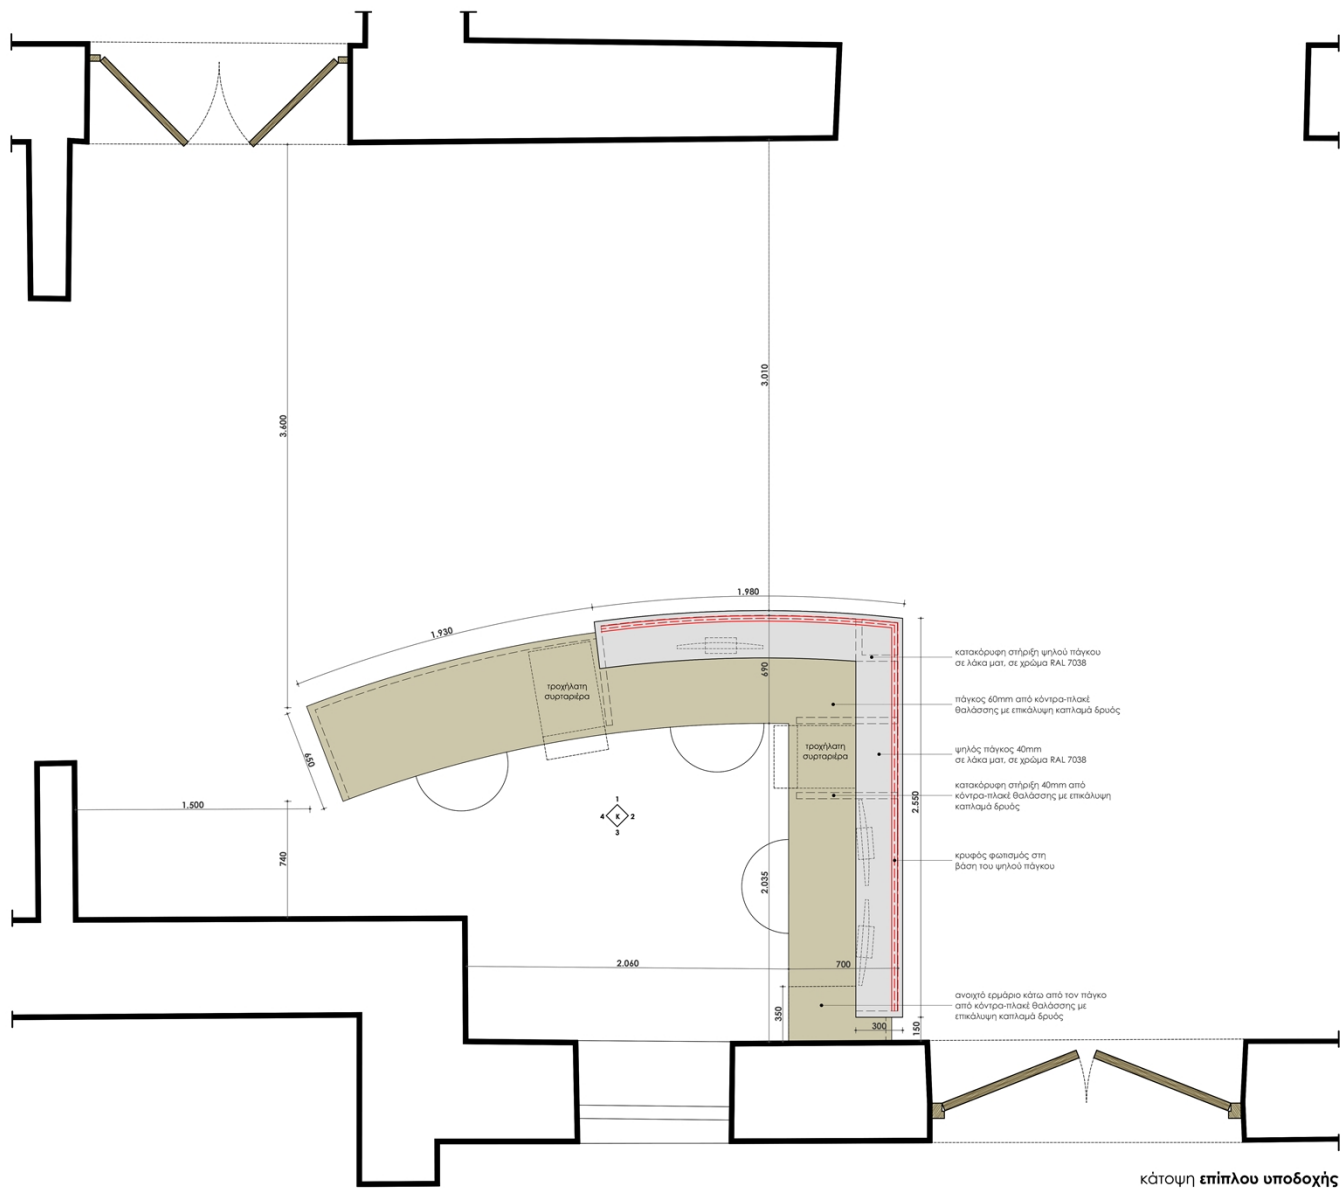 3.010
3.600
1.980
1.930
κατακόρυφη στήριξη ψηλού πάγκου
σε λάκα ματ, σε χρώμα RAL 7038
690
τροχήλατη
συρταριέρα
πάγκος 60mm από κόντρα-πλακέ
θαλάσσης με επικάλυψη καπλαμά δρυός
650
τροχήλατη
συρταριέρα
ψηλός πάγκος 40mm
σε λάκα ματ, σε χρώμα RAL 7038
κατακόρυφη στήριξη 40mm από
κόντρα-πλακέ θαλάσσης με επικάλυψη
καπλαμά δρυός
2.550
1.500
1
4 K 2
3
740
κρυφός φωτισμός στη
βάση του ψηλού πάγκου
2.035
2.060
700
ανοιχτό ερμάριο κάτω από τον πάγκο
από κόντρα-πλακέ θαλάσσης με
επικάλυψη καπλαμά δρυός
350
300
150
κάτοψη επίπλου υποδοχής